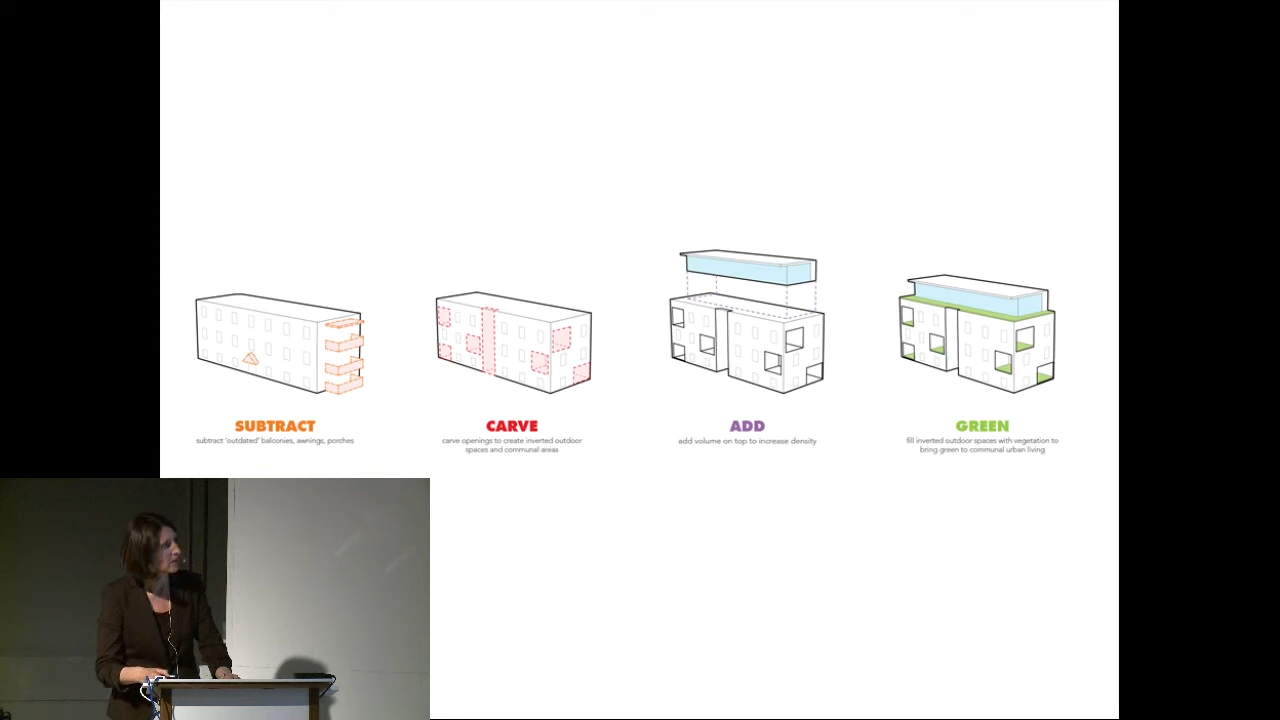 SUBTRACT
subtract 'outdated' balconies, awnings, porches
CARVE
carve openings to create inverted outdoor
spaces and communal areas
ADD
add volume on top to increase density
GREEN
fill inverted outdoor spaces with vegetation to
bring green to communal urban living